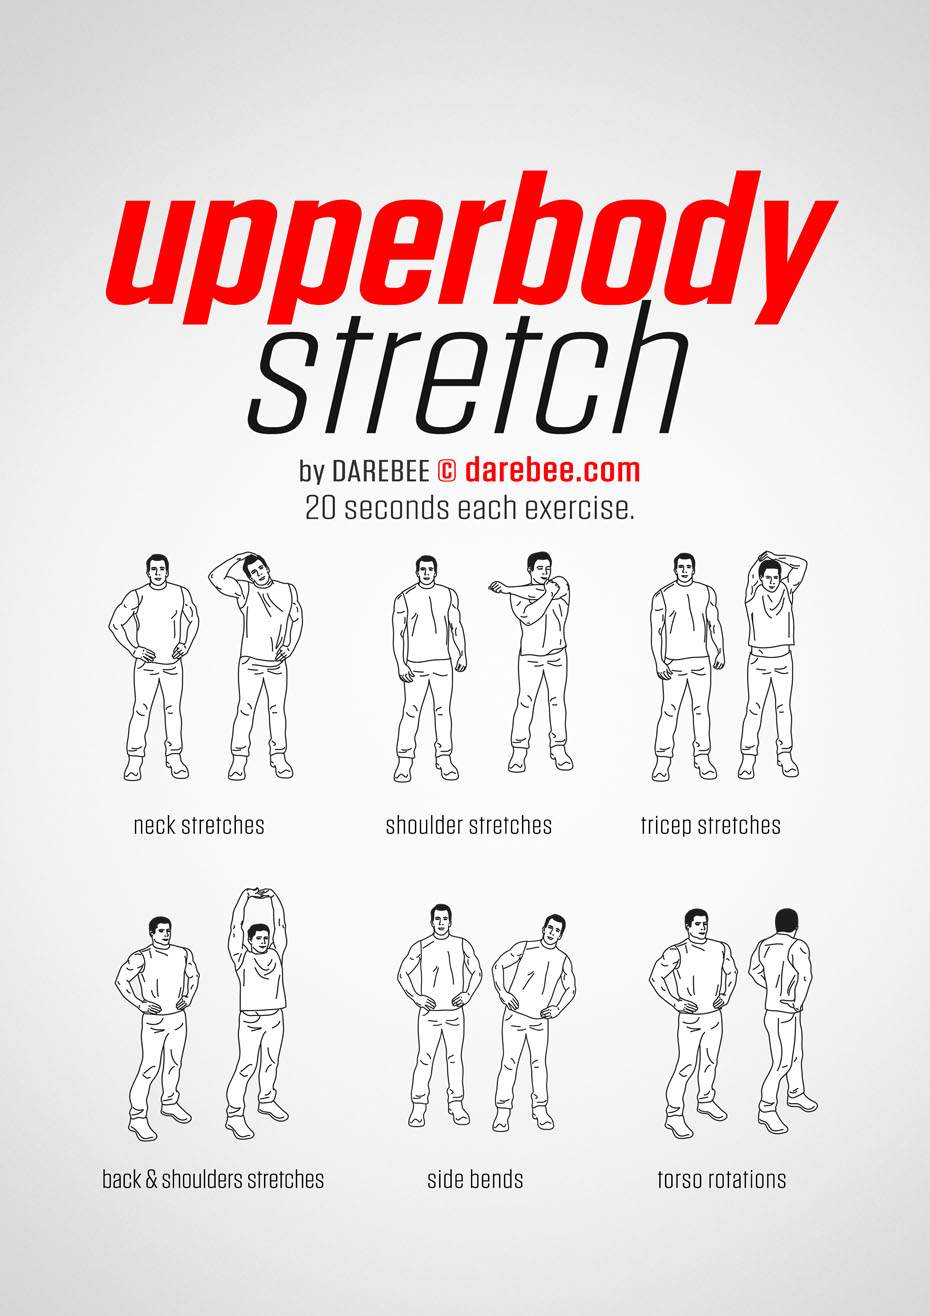 upperbody
stretch
by DAREBEE © darebee.com
20 seconds each exercise.
neck stretches
shoulder stretches
tricep stretches
back & shoulders stretches
side bends
torso rotations